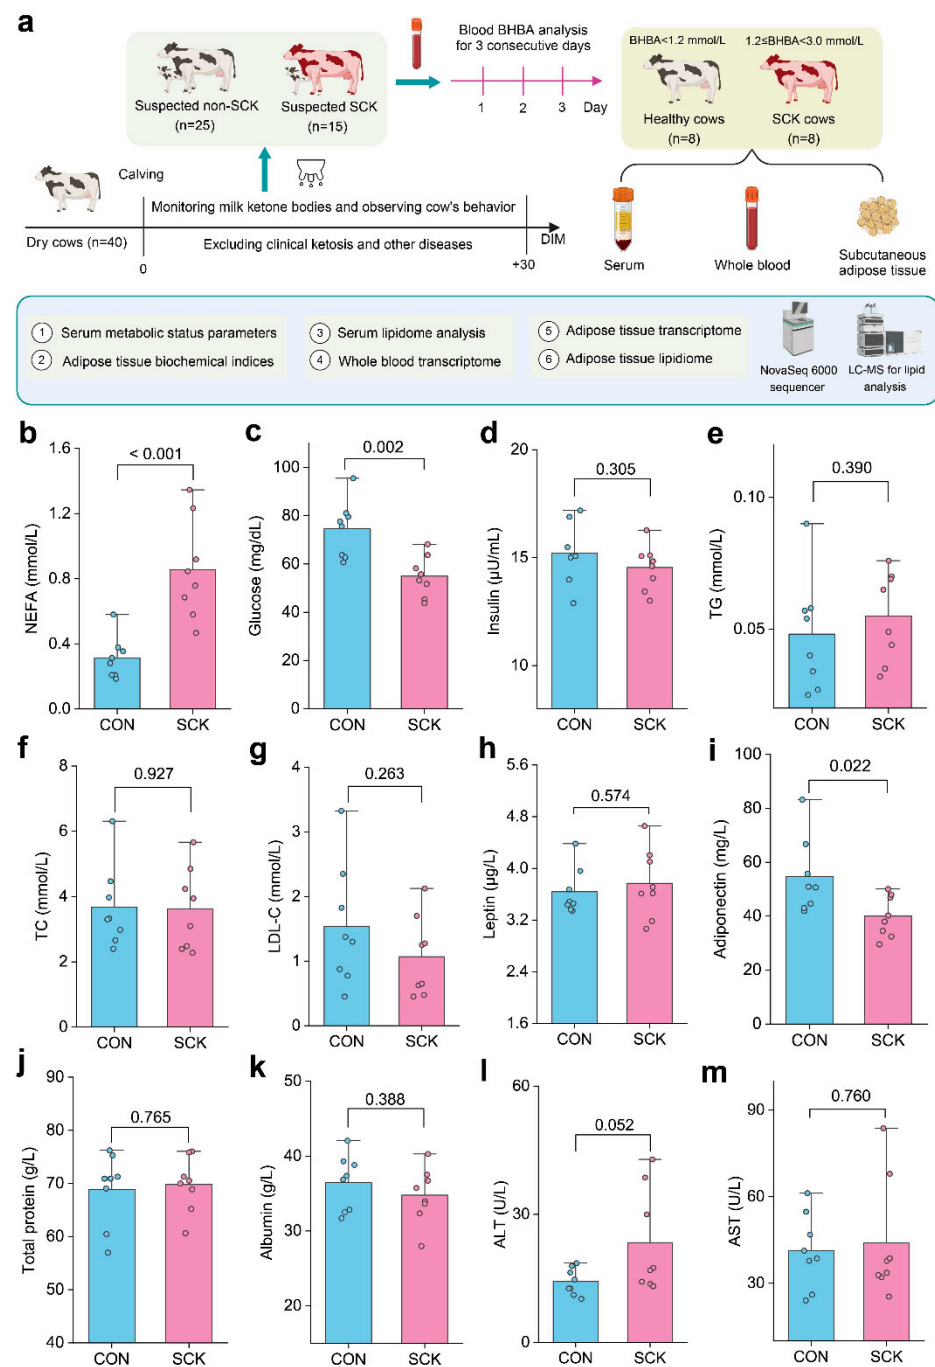 a
Blood BHBA analysis
for 3 consecutive days
1 2 3 Day
Suspected non-SCK
(n=25)
Suspected SCK
(n=15)
BHBA<1.2 mmol/L
1.2≤BHBA<3.0 mmol/L
Healthy cows
(n=8)
SCK cows
(n=8)
Calving
Monitoring milk ketone bodies and observing cow's behavior
Dry cows (n=40)
Excluding clinical ketosis and other diseases
DIM
0
+30
Serum
Whole blood
Subcutaneous
adipose tissue
1 Serum metabolic status parameters
2 Adipose tissue biochemical indices
3 Serum lipidome analysis
4 Whole blood transcriptome
5 Adipose tissue transcriptome
6 Adipose tissue lipidiome
NovaSeq 6000
sequencer
LC-MS for lipid
analysis
b
NEFA (mmol/L)
1.6
1.2
0.8
0.4
0.0
< 0.001
CON SCK
c
Glucose (mg/dL)
100
80
60
40
20
0
0.002
CON SCK
d
Insulin (μU/mL)
20
15
10
0.305
CON SCK
e
TG (mmol/L)
0.10
0.05
0.390
CON SCK
f
TC (mmol/L)
8
6
4
2
0
0.927
CON SCK
g
LDL-C (mmol/L)
4
3
2
1
0
0.263
CON SCK
h
Leptin (μg/L)
5.6
4.8
4.0
3.2
2.4
1.6
0.574
CON SCK
i
Adiponectin (mg/L)
100
80
60
40
20
0
0.022
CON SCK
j
Total protein (g/L)
90
80
70
60
50
40
0.765
CON SCK
k
Albumin (g/L)
50
40
30
20
0.388
CON SCK
l
ALT (U/L)
60
30
0
0.052
CON SCK
m
AST (U/L)
90
60
30
0.760
CON SCK